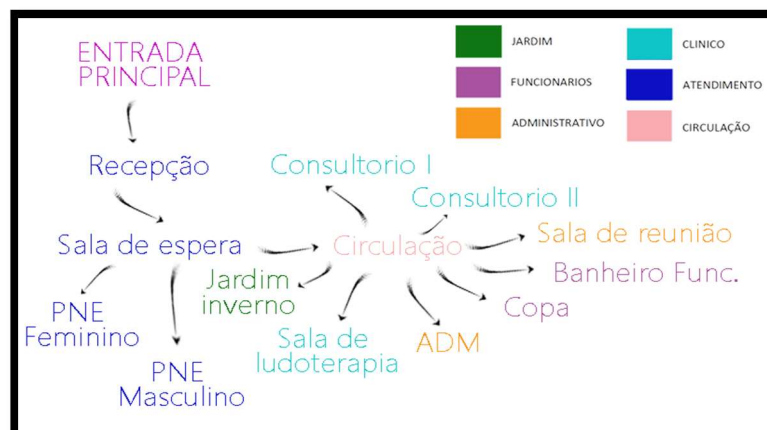 ENTRADA
PRINCIPAL
JARDIM
CLINICO
FUNCIONARIOS
ATENDIMENTO
ADMINISTRATIVO
CIRCULAÇÃO
Recepção
Consultorio I
Consultorio II
Sala de espera
Circulação
Sala de reunião
Banheiro Func.
Jardim
inverno
Copa
PNE
Feminino
Sala de
ludoterapia
ADM
PNE
Masculino